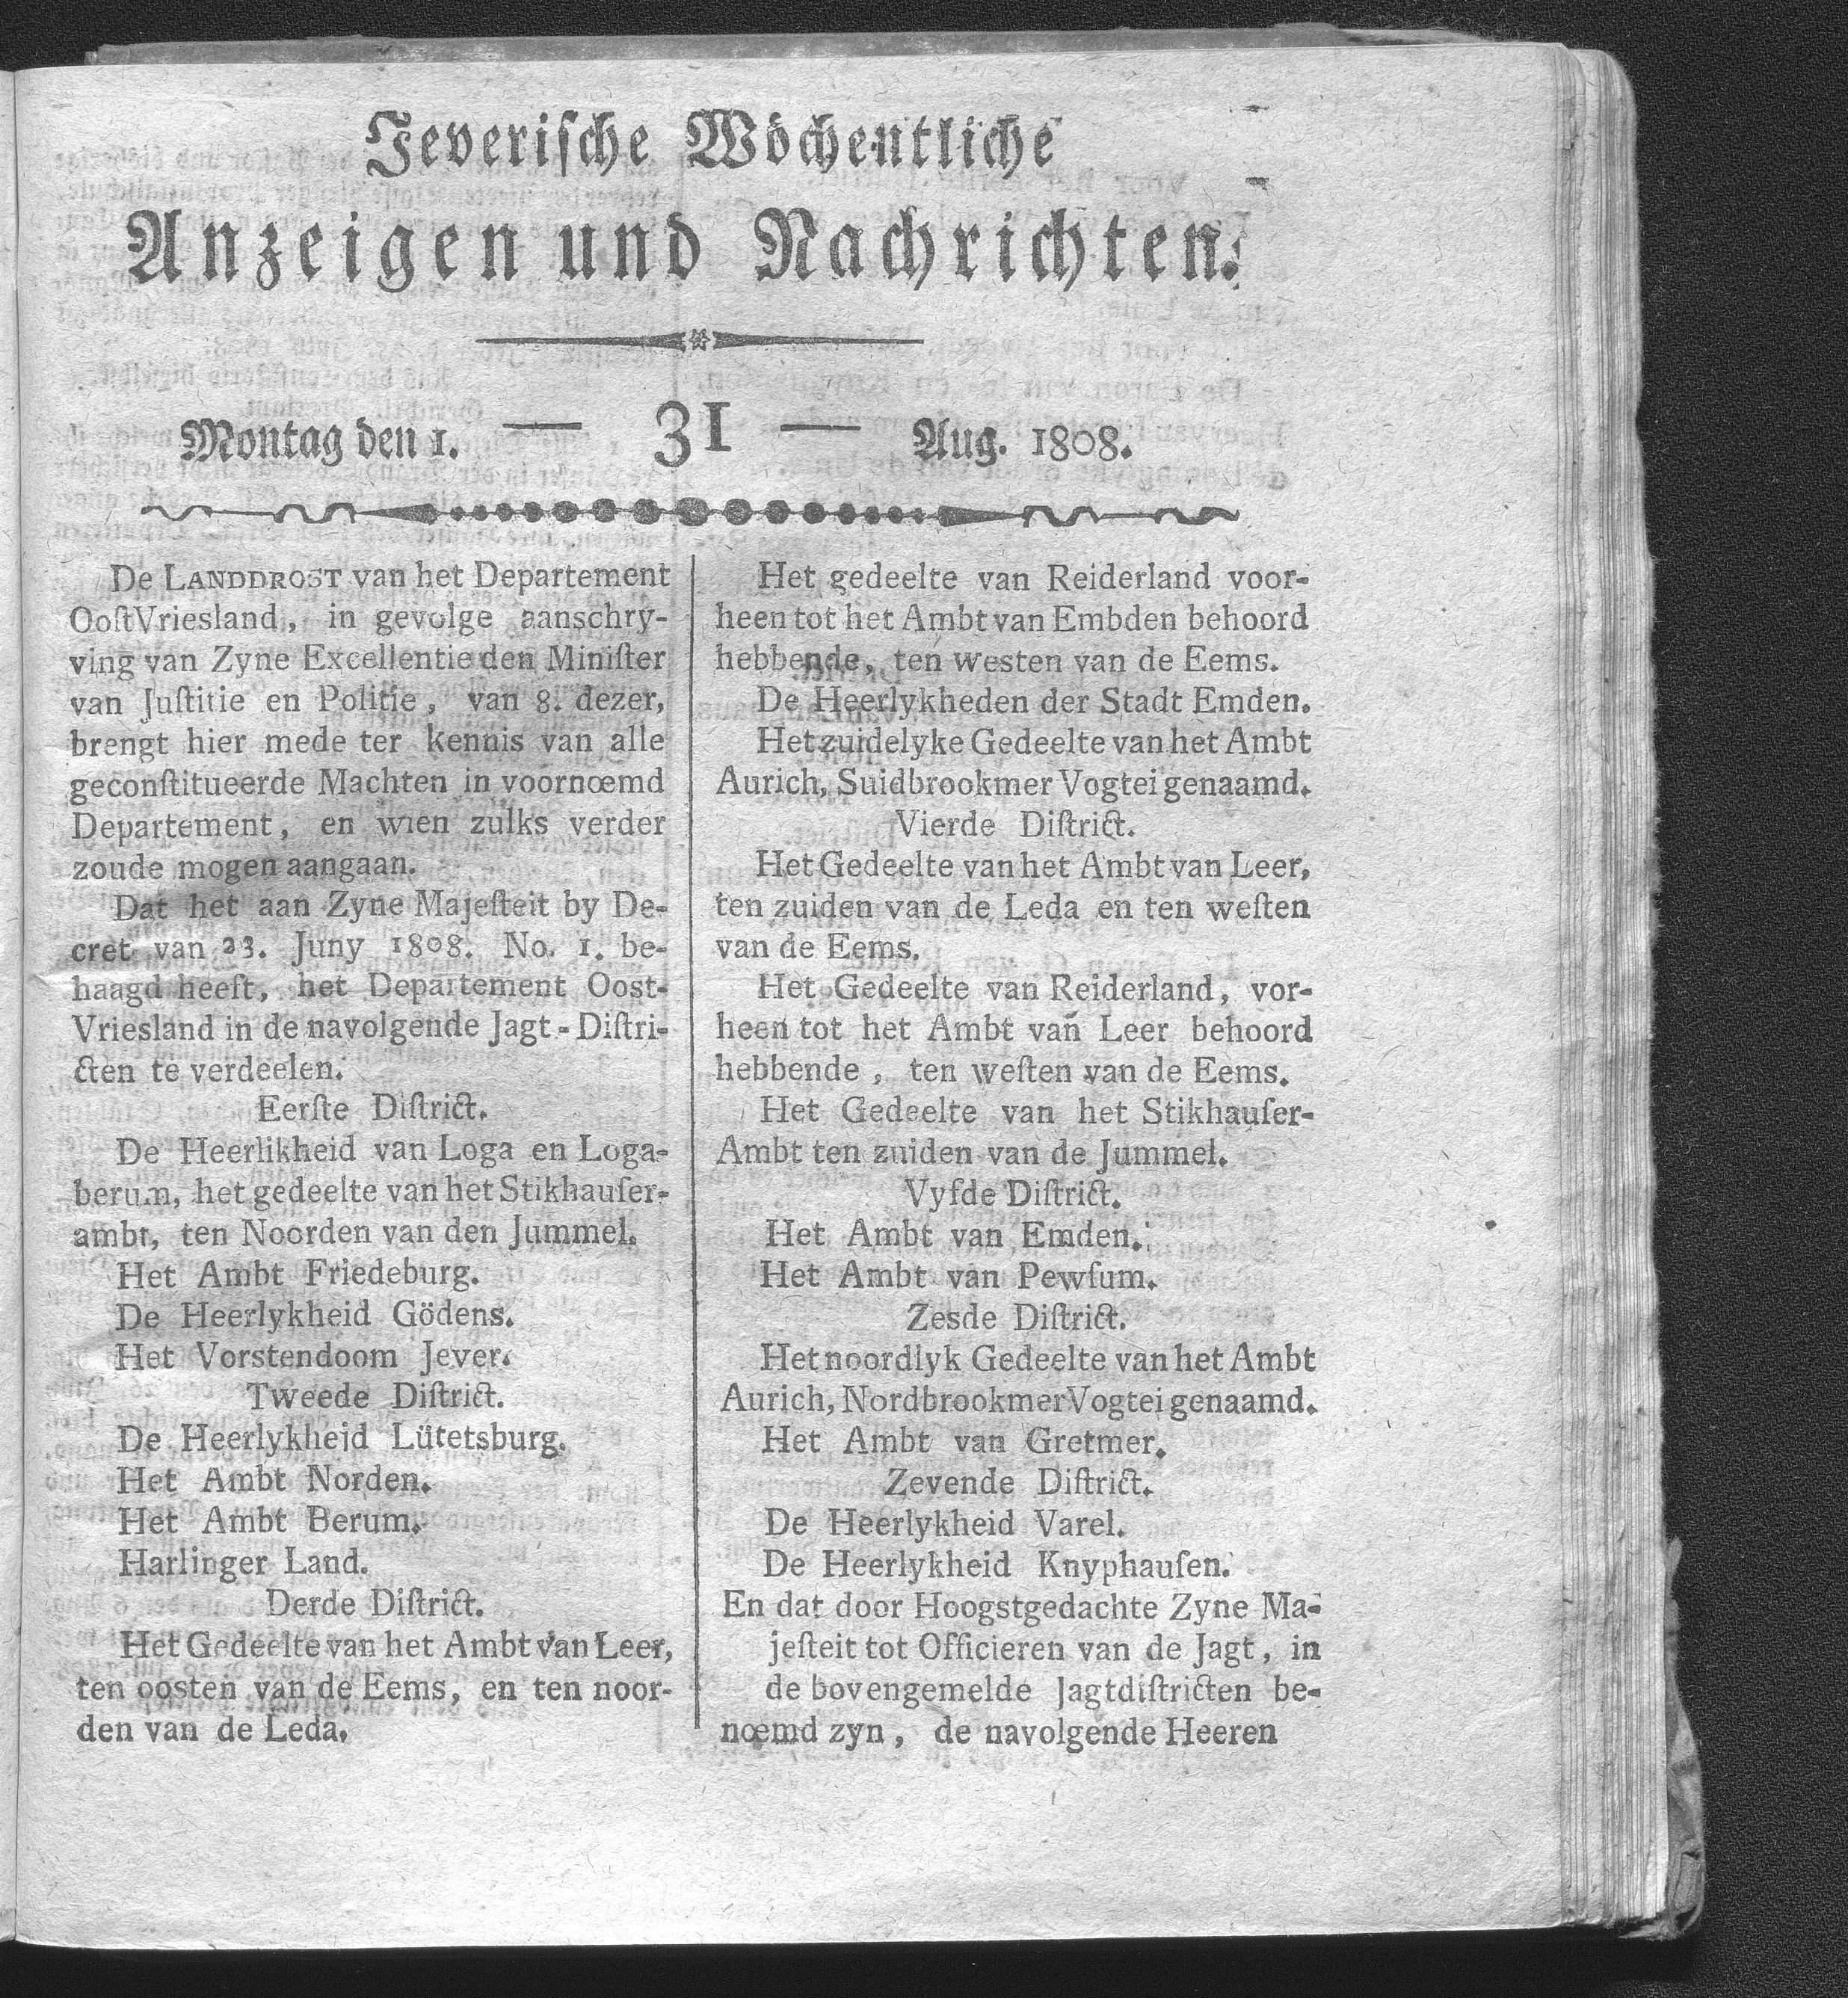 Jeverische Wöchentliche
Anzeigen und Nachrichten.
Montag den 1. — 31 — Aug. 1808.
De LANDDROST van het Departement
OoſtVriesland, in gevolge aanschry-
ving van Zyne Excellentie den Miniſter
van Juſtitie en Politie, van 8. dezer,
brengt hier mede ter kennis van alle
geconſtitueerde Machten in voornœmd
Departement, en wien zulks verder
zoude mogen aangaan.
Dat het aan Zyne Majeſteit by De-
cret van 23. Juny 1808. No. 1. be-
haagd heeft, het Departement Oost-
Vriesland in de navolgende Jagt-Diſtri-
cten te verdeelen.
Eerſte Diſtrict.
De Heerlikheid van Loga en Loga-
berum, het gedeelte van het Stikhauſer-
ambt, ten Noorden van den Jummel.
Het Ambt Friedeburg.
De Heerlykheid Gödens.
Het Vorstendoom Jever.
Tweede Diſtrict.
De Heerlykheid Lütetsburg.
Het Ambt Norden.
Het Ambt Berum.
Harlinger Land.
Derde Diſtrict.
Het Gedeelte van het Ambt van Leer,
ten oosten van de Eems, en ten noor-
den van de Leda.
Het gedeelte van Reiderland voor-
heen tot het Ambt van Embden behoord
hebbende, ten westen van de Eems.
De Heerlykheden der Stadt Emden.
Het zuidelyke Gedeelte van het Ambt
Aurich, Suidbrookmer Vogtei genaamd.
Vierde Diſtrict.
Het Gedeelte van het Ambt van Leer,
ten zuiden van de Leda en ten weſten
van de Eems.
Het Gedeelte van Reiderland, vor-
heen tot het Ambt van Leer behoord
hebbende, ten weſten van de Eems.
Het Gedeelte van het Stikhauſer-
Ambt ten zuiden van de Jummel.
Vyfde Diſtrict.
Het Ambt van Emden.
Het Ambt van Pewſum.
Zesde Diſtrict.
Het noordlyk Gedeelte van het Ambt
Aurich, Nordbrookmer Vogtei genaamd.
Het Ambt van Gretmer.
Zevende Diſtrict.
De Heerlykheid Varel.
De Heerlykheid Knyphauſen.
En dat door Hoogstgedachte Zyne Ma-
jeſteit tot Officieren van de Jagt, in
de bovengemelde Jagtdiſtricten be-
nœmd zyn, de navolgende Heeren